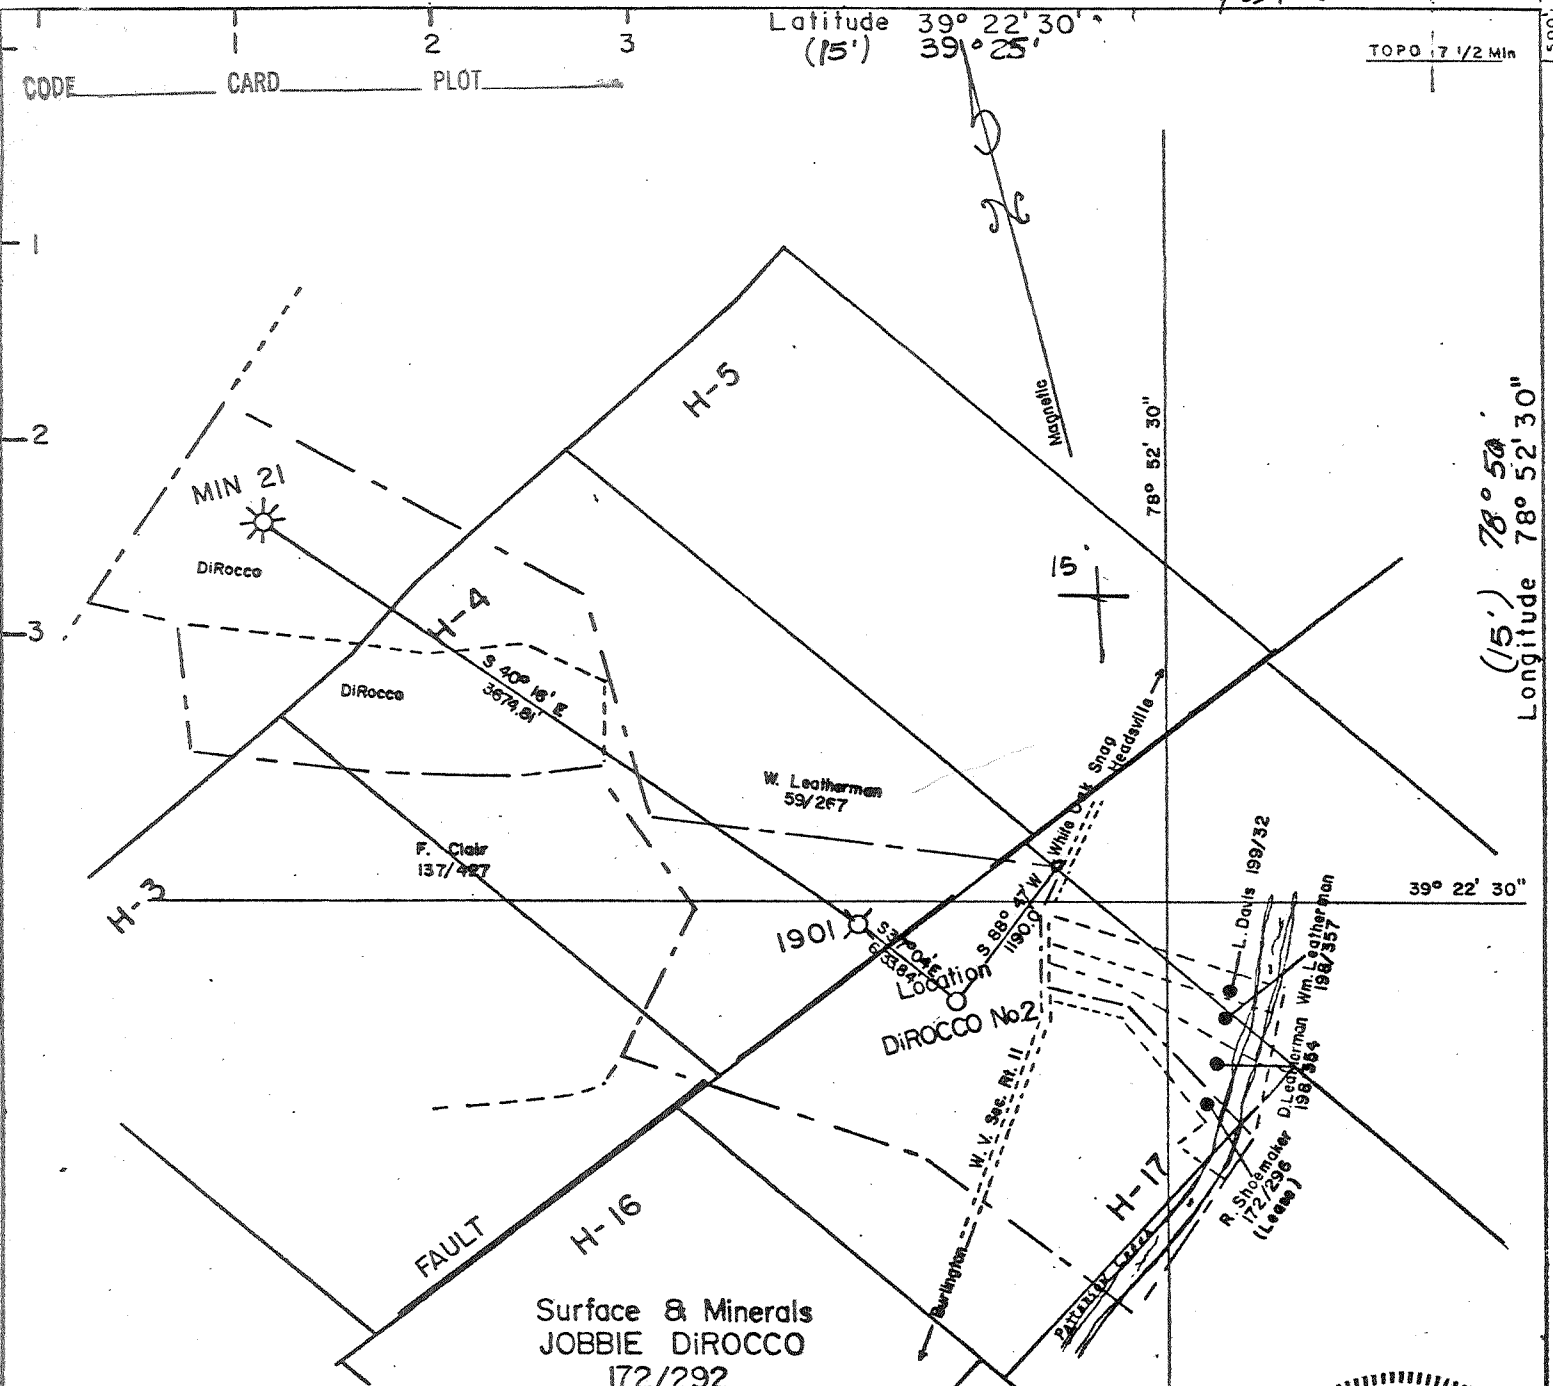 Latitude 39° 22' 30"
(15') 39° 25'
TOPO 7 1/2 Min
1 2 3
CODE CARD PLOT
1
2
3
Magnetic
78° 52' 30"
(15') 78° 50'
Longitude 78° 52' 30"
H-5
MIN 21
DiRocco
15
H-4
S 40° 16' E
3674.81'
DiRocco
White Oak Snag
Headsville
W. Leatherman
59/267
F. Clair
137/427
L. Davis 199/32
39° 22' 30"
H-3
1901
S 37° 04' E
S 88° 47' W
1190.0'
Location
DiROCCO No.2
Wm. Leatherman
198/357
D. Leatherman
198/354
W. V. Sec. Rt. 11
H-17
R. Shoemaker
172/296
(Lease)
H-16
FAULT
Burlington
Patterson Creek
Surface & Minerals
JOBBIE DiROCCO
172/292